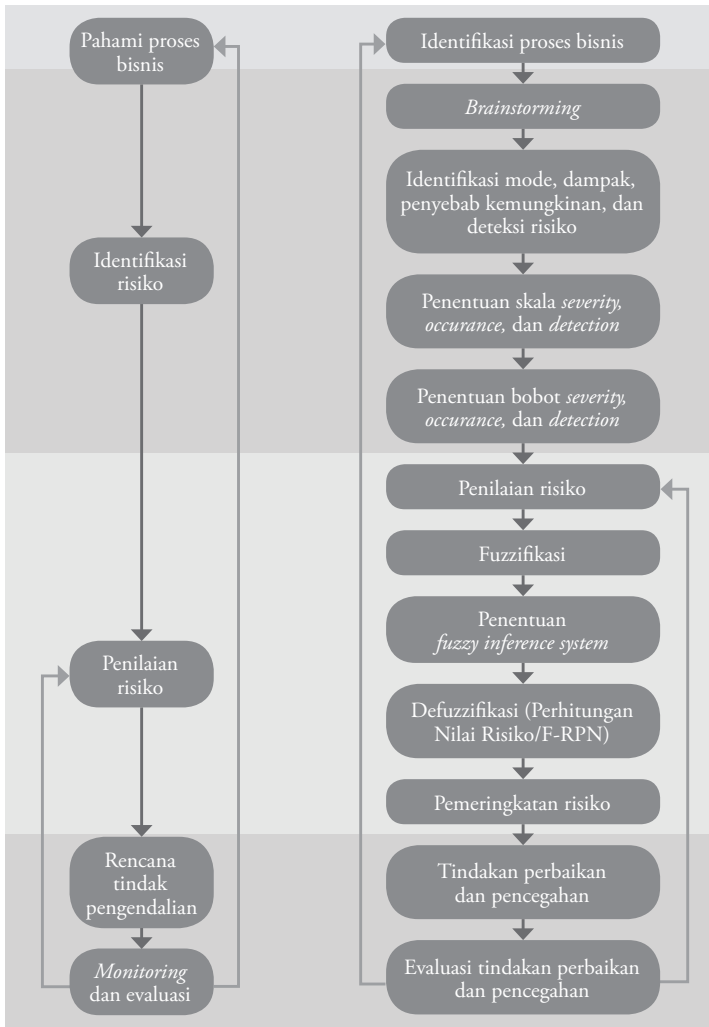 Pahami proses
bisnis
Identifikasi
risiko
Penilaian
risiko
Rencana
tindak
pengendalian
Monitoring
dan evaluasi
Identifikasi proses bisnis
Brainstorming
Identifikasi mode, dampak,
penyebab kemungkinan, dan
deteksi risiko
Penentuan skala severity,
occurance, dan detection
Penentuan bobot severity,
occurance, dan detection
Penilaian risiko
Fuzzifikasi
Penentuan
fuzzy inference system
Defuzzifikasi (Perhitungan
Nilai Risiko/F-RPN)
Pemeringkatan risiko
Tindakan perbaikan
dan pencegahan
Evaluasi tindakan perbaikan
dan pencegahan